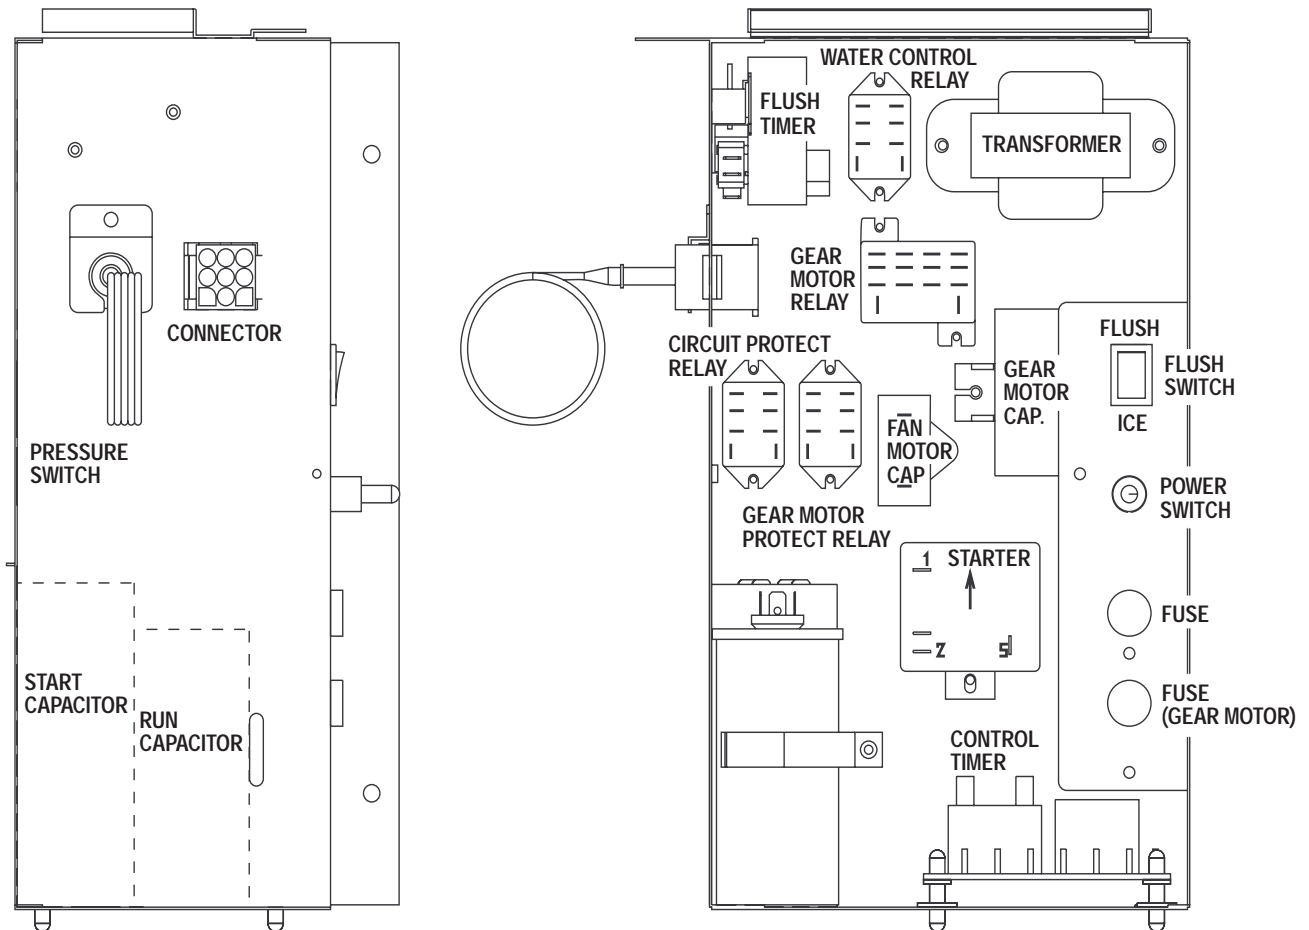 CONNECTOR
PRESSURE
SWITCH
START
CAPACITOR
RUN
CAPACITOR
WATER CONTROL
RELAY
FLUSH
TIMER
TRANSFORMER
GEAR
MOTOR
RELAY
CIRCUIT PROTECT
RELAY
GEAR
MOTOR
CAP.
FLUSH
FLUSH
SWITCH
ICE
FAN
MOTOR
CAP
POWER
SWITCH
GEAR MOTOR
PROTECT RELAY
1 STARTER
2 5
FUSE
FUSE
(GEAR MOTOR)
CONTROL
TIMER